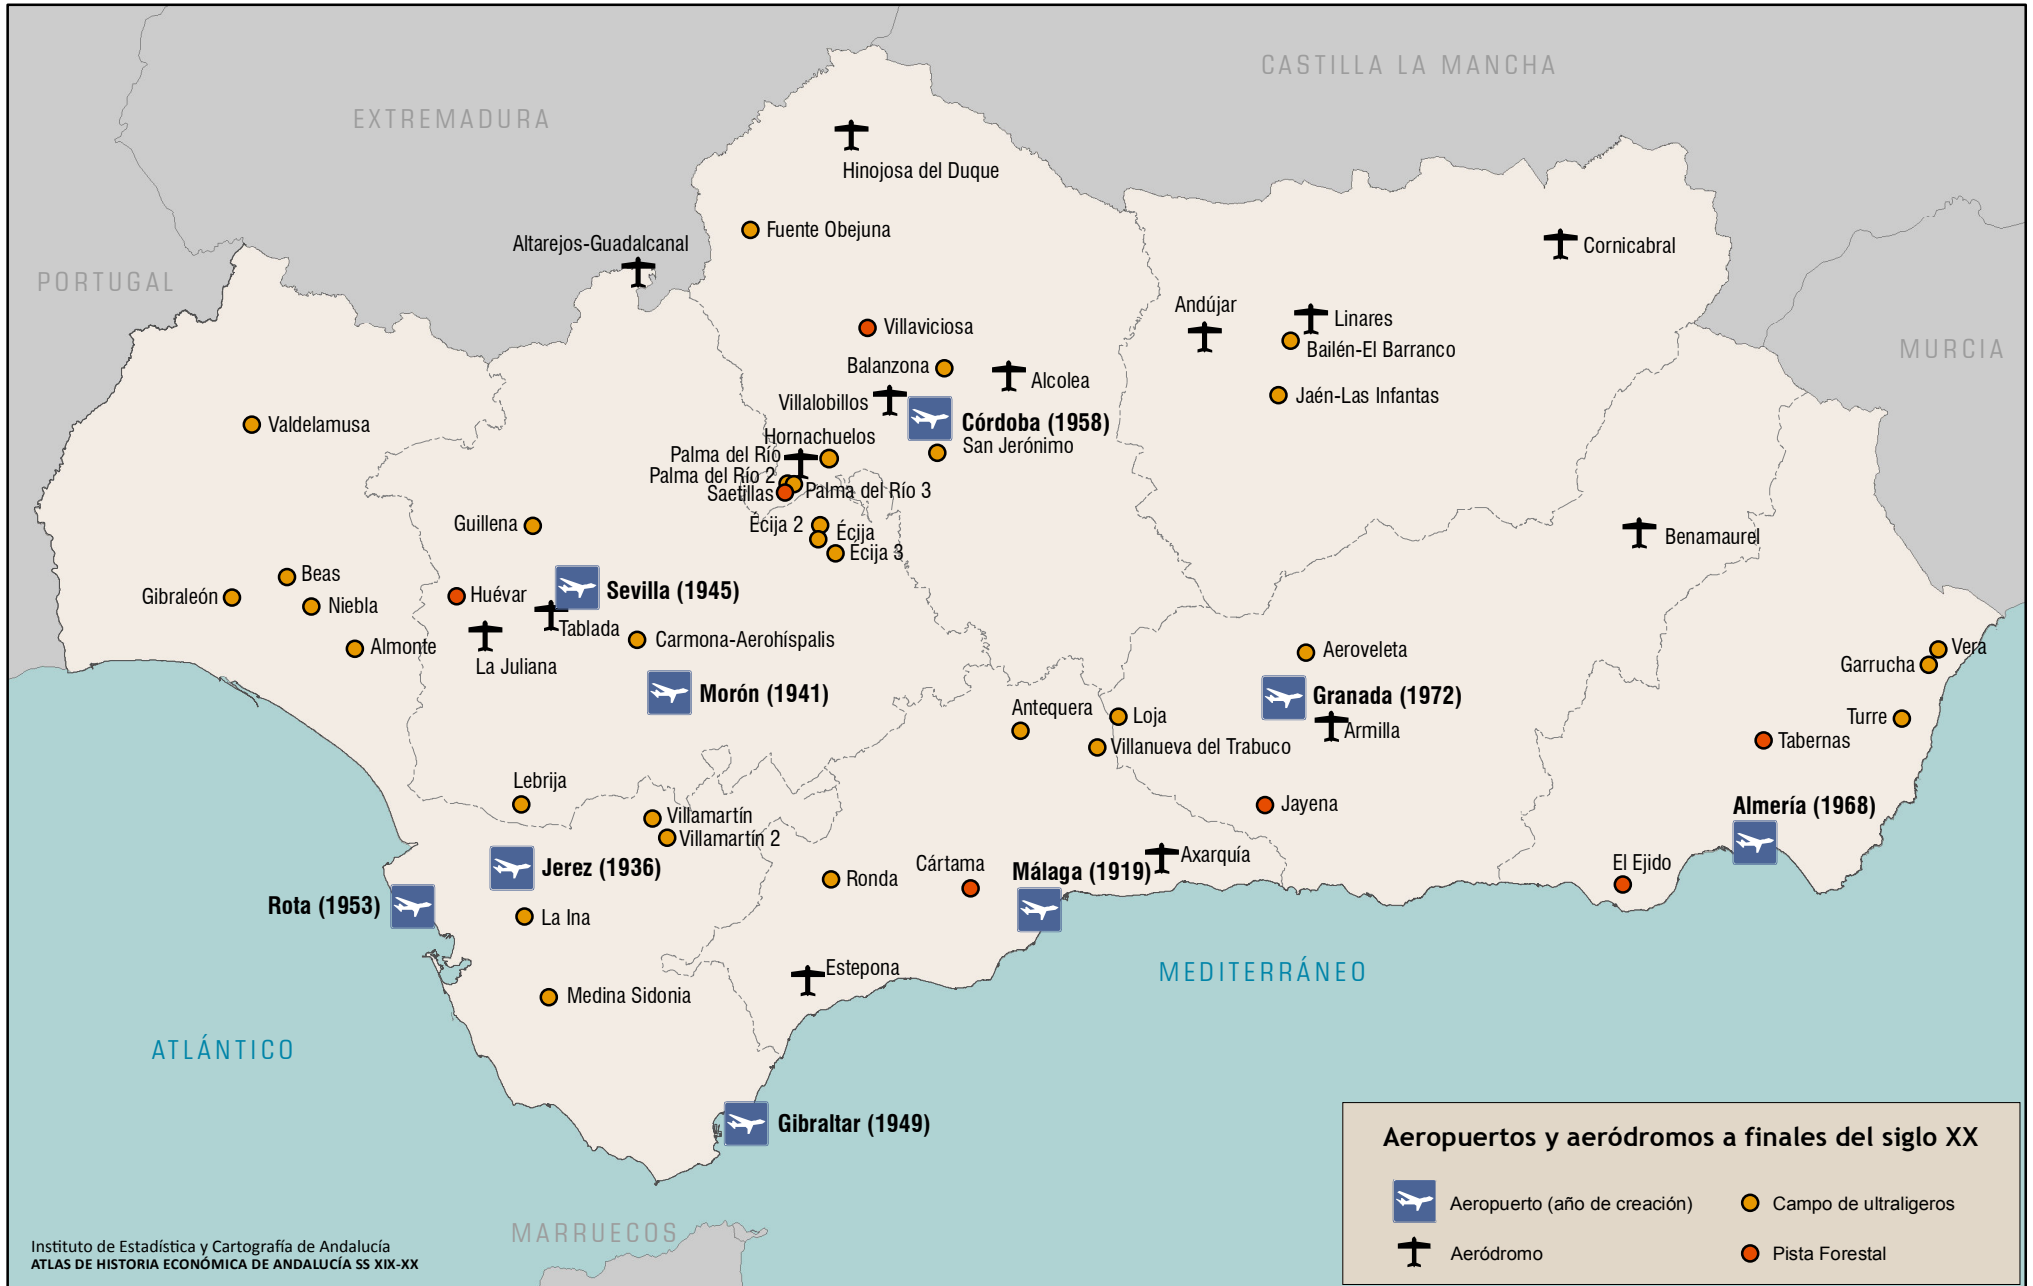 CASTILLA LA MANCHA
EXTREMADURA
Hinojosa del Duque
Fuente Obejuna
Altarejos-Guadalcanal
Cornicabral
PORTUGAL
Andújar
Linares
Villaviciosa
Bailén-El Barranco
MURCIA
Balanzona
Alcolea
Jaén-Las Infantas
Villalobillos
Valdelamusa
Córdoba (1958)
Hornachuelos
San Jerónimo
Palma del Río
Palma del Río 2
Saetillas
Palma del Río 3
Guillena
Écija 2
Écija
Écija 3
Benamaurel
Beas
Gibraleón
Niebla
Huévar
Sevilla (1945)
Tablada
Almonte
La Juliana
Carmona-Aerohíspalis
Aeroveleta
Vera
Garrucha
Morón (1941)
Granada (1972)
Antequera
Loja
Turre
Armilla
Villanueva del Trabuco
Tabernas
Lebrija
Jayena
Almería (1968)
Villamartín
Villamartín 2
Jerez (1936)
Ronda
Cártama
Málaga (1919)
Axarquía
El Ejido
Rota (1953)
La Ina
Estepona
MEDITERRÁNEO
Medina Sidonia
ATLÁNTICO
Gibraltar (1949)
MARRUECOS
Aeropuertos y aeródromos a finales del siglo XX
Aeropuerto (año de creación)
Campo de ultraligeros
Aeródromo
Pista Forestal
Instituto de Estadística y Cartografía de Andalucía
ATLAS DE HISTORIA ECONÓMICA DE ANDALUCÍA SS XIX-XX